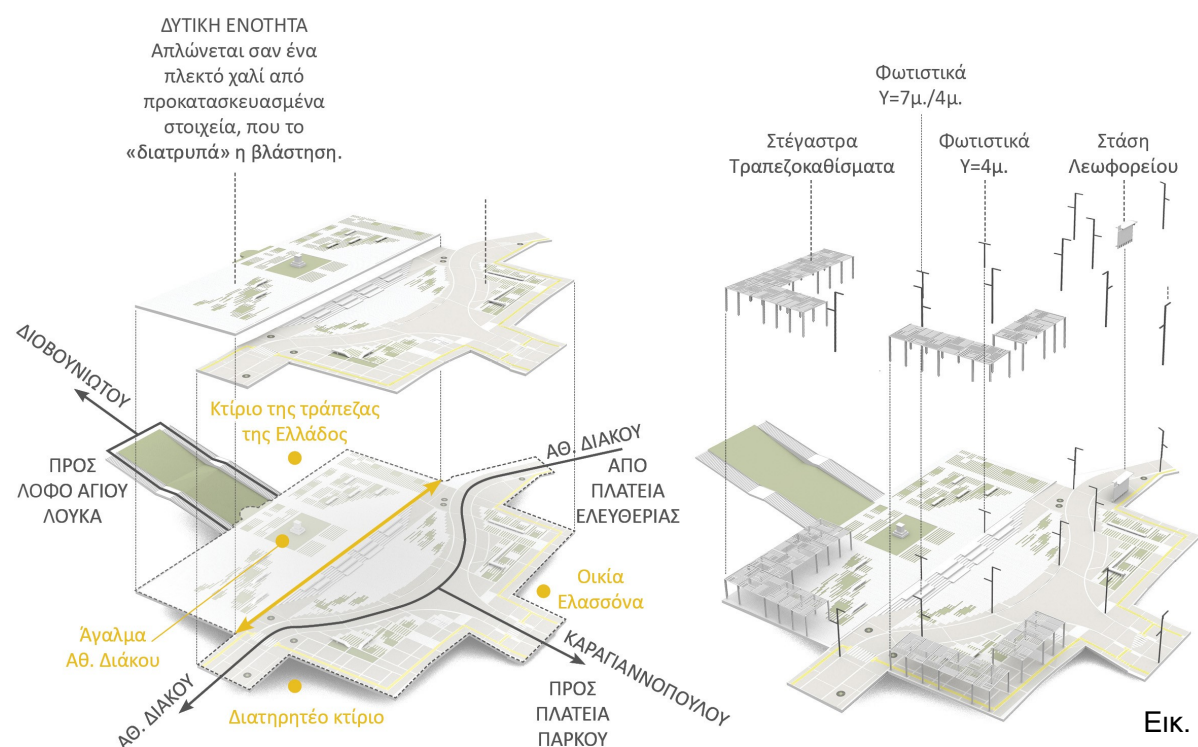 ΔΥΤΙΚΗ ΕΝΟΤΗΤΑ
Απλώνεται σαν ένα
πλεκτό χαλί από
προκατασκευασμένα
στοιχεία, που το
«διατρυπά» η βλάστηση.
Φωτιστικά
Υ=7μ./4μ.
Στέγαστρα
Τραπεζοκαθίσματα
Φωτιστικά
Υ=4μ.
Στάση
Λεωφορείου
ΔΙΟΒΟΥΝΙΩΤΟΥ
Κτίριο της τράπεζας
της Ελλάδος
ΑΘ. ΔΙΑΚΟΥ
ΠΡΟΣ
ΛΟΦΟ ΑΓΙΟΥ
ΛΟΥΚΑ
ΑΠΟ
ΠΛΑΤΕΙΑ
ΕΛΕΥΘΕΡΙΑΣ
Οικία
Ελασσόνα
Άγαλμα
Αθ. Διάκου
ΚΑΡΑΓΙΑΝΝΟΠΟΥΛΟΥ
ΑΘ. ΔΙΑΚΟΥ
Διατηρητέο κτίριο
ΠΡΟΣ
ΠΛΑΤΕΙΑ
ΠΑΡΚΟΥ
Εικ.